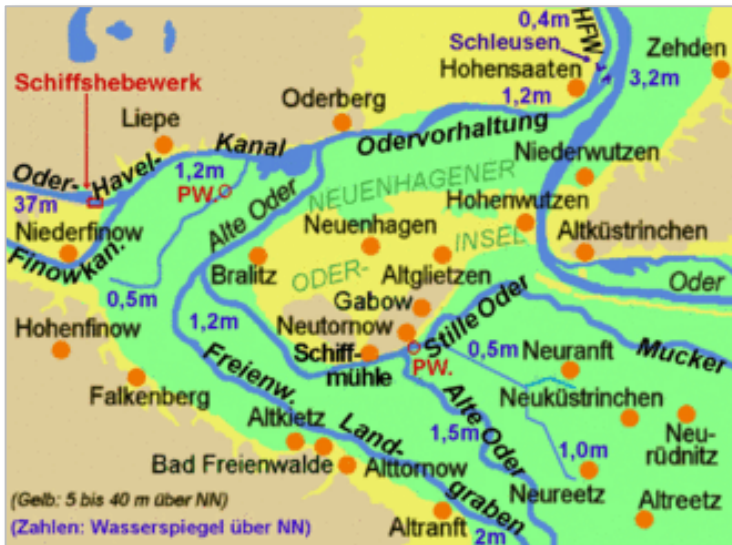 0,4m
HFW
Schleusen
Zehden
Schiffshebewerk
Hohensaaten
3,2m
Oderberg
1,2m
Liepe
Kanal
Odervorhaltung
Oder-
Havel-
1,2m
PW.
Niederwutzen
37m
NEUENHAGENER
Alte Oder
Hohenwutzen
Niederfinow
Neuenhagen
INSEL
Altküstrinchen
Finowkan.
Bralitz
ODER-
Altglietzen
Oder
0,5m
Gabow
1,2m
Neutornow
Stille Oder
Hohenfinow
Schiff-
mühle
0,5m
Neuranft
Mucker
Freienw.
PW.
Falkenberg
Alte Oder
Neuküstrinchen
Altkietz
Land-
1,5m
Neu-
rüdnitz
Bad Freienwalde
Alttornow
1,0m
graben
Neureetz
Altreetz
(Gelb: 5 bis 40 m über NN)
(Zahlen: Wasserspiegel über NN)
Altranft
2m